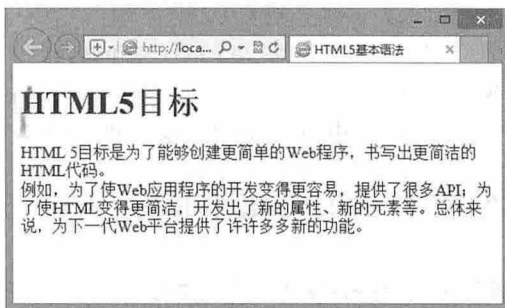 http://loca...
HTML5基本语法
HTML5目标
HTML 5目标是为了能够创建更简单的Web程序，书写出更简洁的
HTML代码。
例如，为了使Web应用程序的开发变得更容易，提供了很多API；为
了使HTML变得更简洁，开发出了新的属性、新的元素等。总体来
说，为下一代Web平台提供了许许多多新的功能。